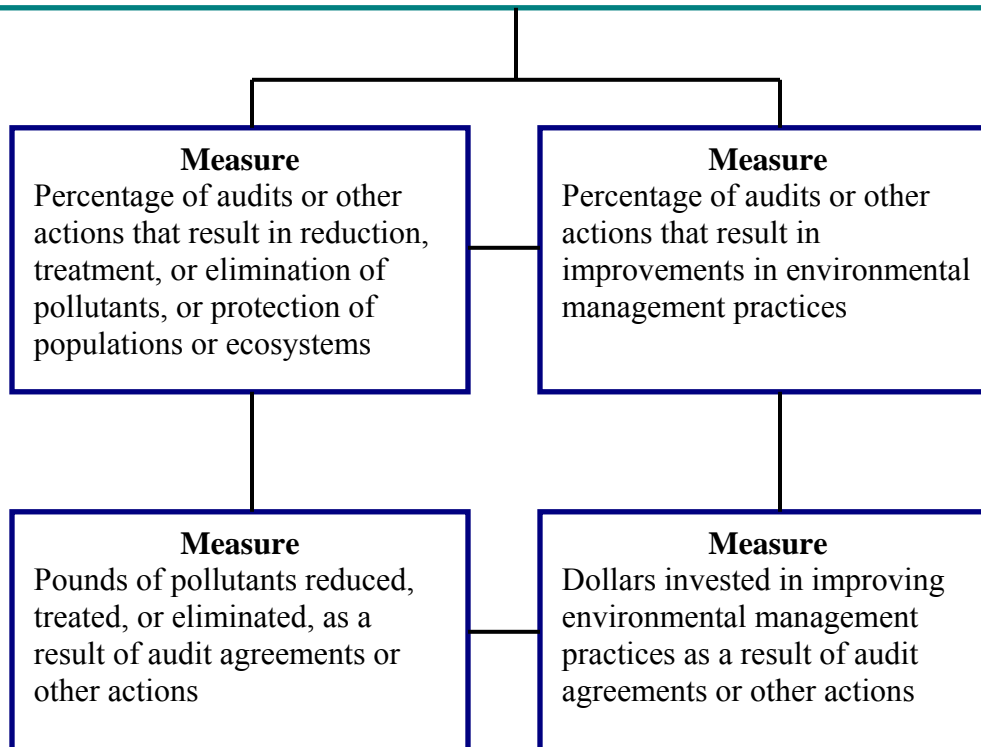 Measure
Percentage of audits or other
actions that result in reduction,
treatment, or elimination of
pollutants, or protection of
populations or ecosystems
Measure
Percentage of audits or other
actions that result in
improvements in environmental
management practices
Measure
Pounds of pollutants reduced,
treated, or eliminated, as a
result of audit agreements or
other actions
Measure
Dollars invested in improving
environmental management
practices as a result of audit
agreements or other actions